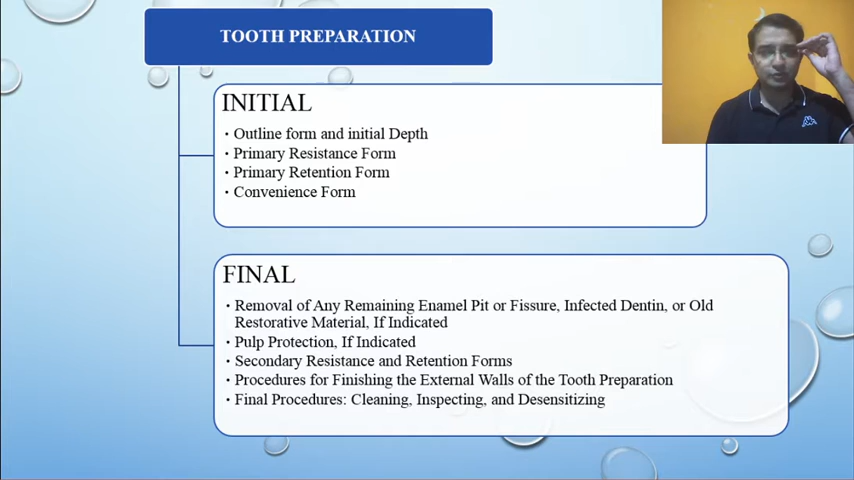 TOOTH PREPARATION
INITIAL
• Outline form and initial Depth
• Primary Resistance Form
• Primary Retention Form
• Convenience Form
FINAL
• Removal of Any Remaining Enamel Pit or Fissure, Infected Dentin, or Old
Restorative Material, If Indicated
• Pulp Protection, If Indicated
• Secondary Resistance and Retention Forms
• Procedures for Finishing the External Walls of the Tooth Preparation
• Final Procedures: Cleaning, Inspecting, and Desensitizing